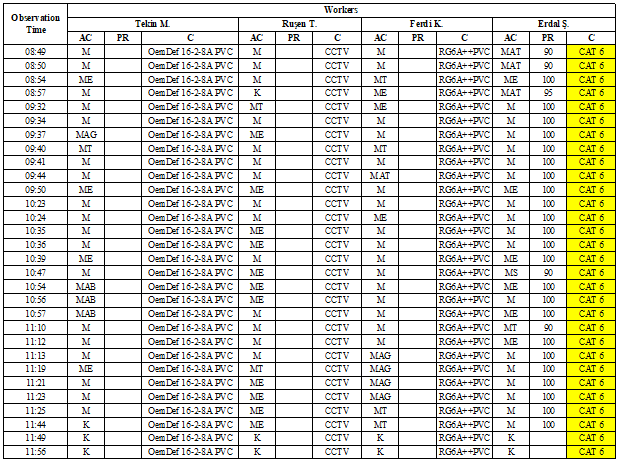 Observation Time Workers
Tekin M. Ruşen T. Ferdi K. Erdal Ş.
AC PR C AC PR C AC PR C AC PR C
08:49 M OemDef 16-2-8A PVC M CCTV M RG6A++PVC MAT 90 CAT 6
08:50 M OemDef 16-2-8A PVC M CCTV M RG6A++PVC MAT 90 CAT 6
08:54 ME OemDef 16-2-8A PVC M CCTV MT RG6A++PVC ME 100 CAT 6
08:57 M OemDef 16-2-8A PVC K CCTV ME RG6A++PVC MAT 95 CAT 6
09:32 M OemDef 16-2-8A PVC MT CCTV ME RG6A++PVC M 100 CAT 6
09:34 M OemDef 16-2-8A PVC M CCTV M RG6A++PVC M 100 CAT 6
09:37 MAG OemDef 16-2-8A PVC ME CCTV M RG6A++PVC M 100 CAT 6
09:40 MT OemDef 16-2-8A PVC M CCTV MT RG6A++PVC M 100 CAT 6
09:41 M OemDef 16-2-8A PVC M CCTV M RG6A++PVC M 100 CAT 6
09:44 M OemDef 16-2-8A PVC M CCTV MAT RG6A++PVC M 100 CAT 6
09:50 ME OemDef 16-2-8A PVC ME CCTV M RG6A++PVC ME 100 CAT 6
10:23 M OemDef 16-2-8A PVC M CCTV M RG6A++PVC M 100 CAT 6
10:24 M OemDef 16-2-8A PVC M CCTV ME RG6A++PVC M 100 CAT 6
10:35 M OemDef 16-2-8A PVC ME CCTV M RG6A++PVC M 100 CAT 6
10:36 M OemDef 16-2-8A PVC ME CCTV M RG6A++PVC M 100 CAT 6
10:39 ME OemDef 16-2-8A PVC M CCTV M RG6A++PVC ME 100 CAT 6
10:47 M OemDef 16-2-8A PVC ME CCTV M RG6A++PVC MS 90 CAT 6
10:54 MAB OemDef 16-2-8A PVC ME CCTV M RG6A++PVC ME 100 CAT 6
10:56 MAB OemDef 16-2-8A PVC ME CCTV M RG6A++PVC M 100 CAT 6
10:57 MAB OemDef 16-2-8A PVC M CCTV M RG6A++PVC ME 100 CAT 6
11:10 M OemDef 16-2-8A PVC M CCTV M RG6A++PVC MT 90 CAT 6
11:12 M OemDef 16-2-8A PVC M CCTV M RG6A++PVC ME 100 CAT 6
11:13 M OemDef 16-2-8A PVC M CCTV MAG RG6A++PVC M 100 CAT 6
11:19 ME OemDef 16-2-8A PVC MT CCTV MAG RG6A++PVC M 100 CAT 6
11:21 M OemDef 16-2-8A PVC ME CCTV MAG RG6A++PVC M 100 CAT 6
11:23 M OemDef 16-2-8A PVC ME CCTV MAG RG6A++PVC M 100 CAT 6
11:25 M OemDef 16-2-8A PVC ME CCTV MT RG6A++PVC M 100 CAT 6
11:44 K OemDef 16-2-8A PVC ME CCTV MT RG6A++PVC M 100 CAT 6
11:49 K OemDef 16-2-8A PVC K CCTV K RG6A++PVC K CAT 6
11:56 K OemDef 16-2-8A PVC K CCTV K RG6A++PVC K CAT 6